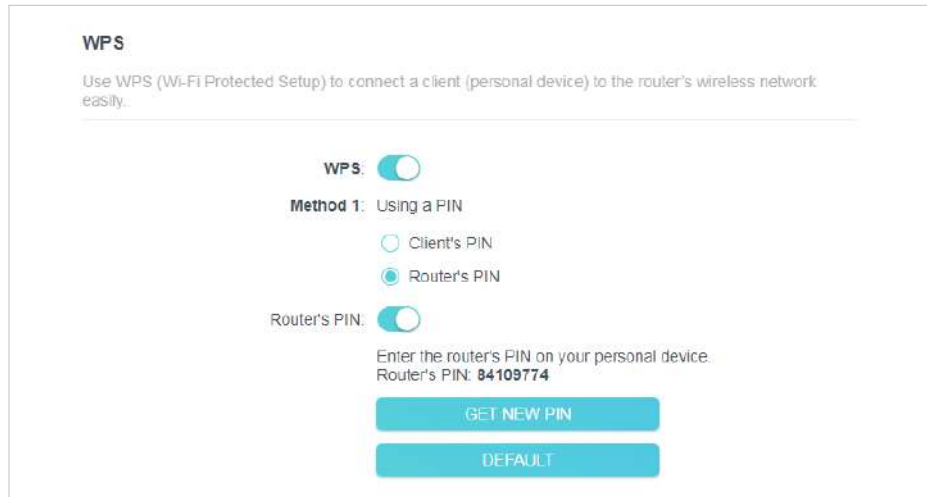 WPS
Use WPS (Wi-Fi Protected Setup) to connect a client (personal device) to the router's wireless network
easily.
WPS:
Method 1: Using a PIN
Client's PIN
Router's PIN
Router's PIN:
Enter the router's PIN on your personal device.
Router's PIN: 84109774
GET NEW PIN
DEFAULT